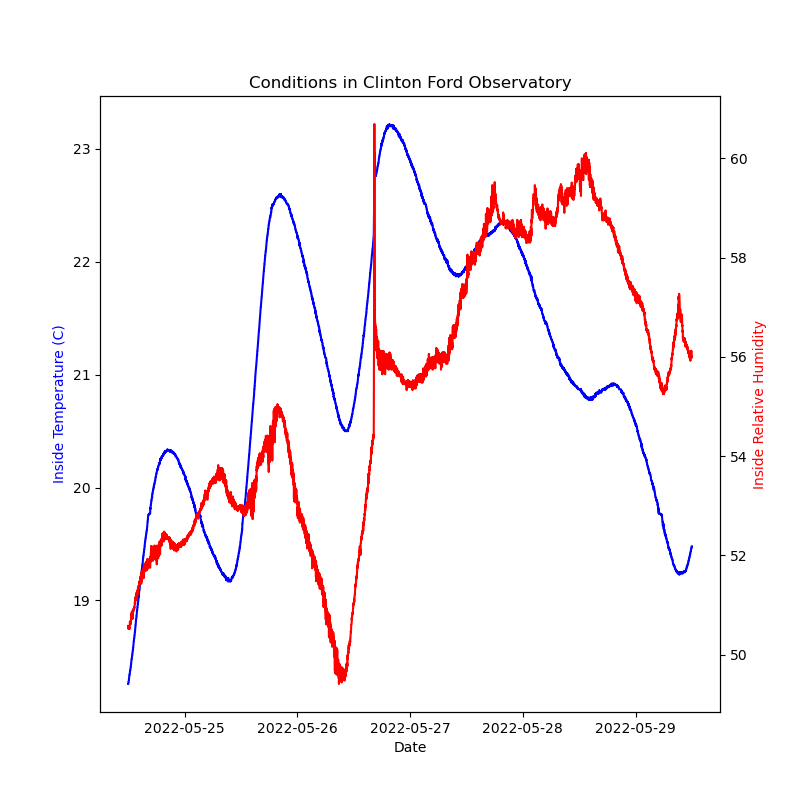 Conditions in Clinton Ford Observatory
23
22
21
20
19
Inside Temperature (C)
60
58
56
54
52
50
Inside Relative Humidity
2022-05-25 2022-05-26 2022-05-27 2022-05-28 2022-05-29
Date